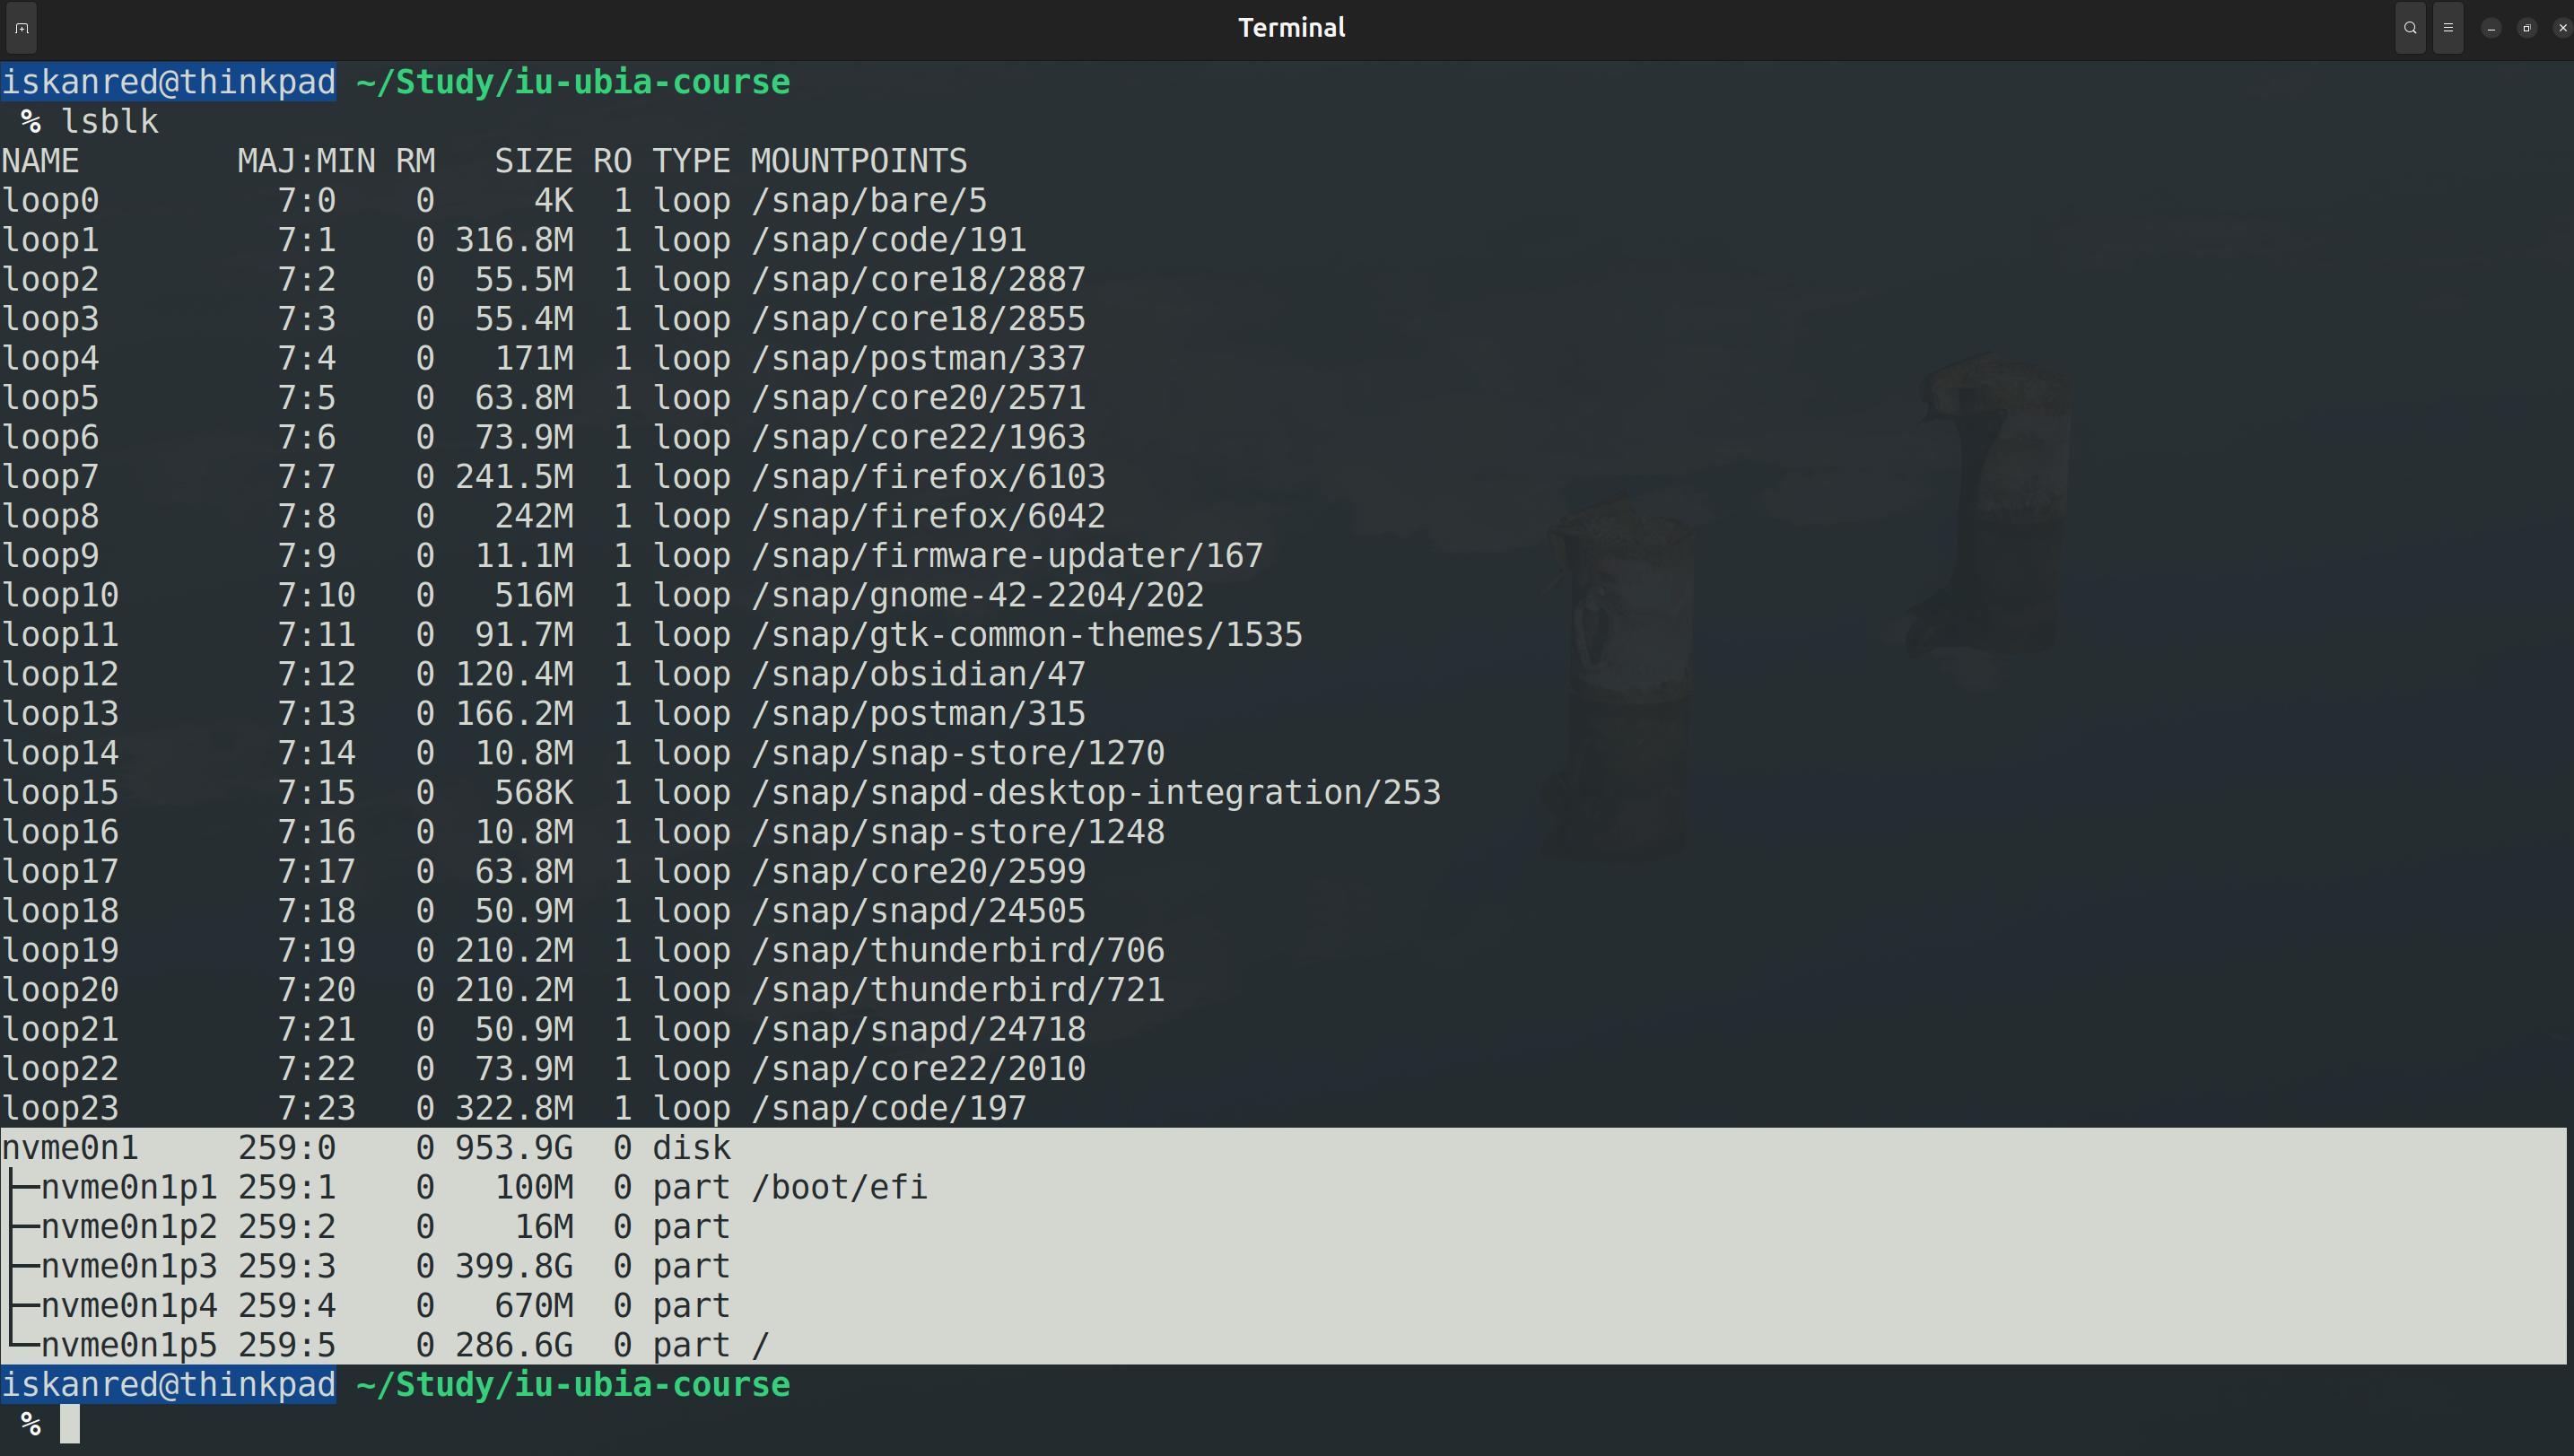 Terminal
iskanred@thinkpad ~/Study/iu-ubia-course
 % lsblk
NAME        MAJ:MIN RM   SIZE RO TYPE MOUNTPOINTS
loop0         7:0    0     4K  1 loop /snap/bare/5
loop1         7:1    0 316.8M  1 loop /snap/code/191
loop2         7:2    0  55.5M  1 loop /snap/core18/2887
loop3         7:3    0  55.4M  1 loop /snap/core18/2855
loop4         7:4    0   171M  1 loop /snap/postman/337
loop5         7:5    0  63.8M  1 loop /snap/core20/2571
loop6         7:6    0  73.9M  1 loop /snap/core22/1963
loop7         7:7    0 241.5M  1 loop /snap/firefox/6103
loop8         7:8    0   242M  1 loop /snap/firefox/6042
loop9         7:9    0  11.1M  1 loop /snap/firmware-updater/167
loop10        7:10   0   516M  1 loop /snap/gnome-42-2204/202
loop11        7:11   0  91.7M  1 loop /snap/gtk-common-themes/1535
loop12        7:12   0 120.4M  1 loop /snap/obsidian/47
loop13        7:13   0 166.2M  1 loop /snap/postman/315
loop14        7:14   0  10.8M  1 loop /snap/snap-store/1270
loop15        7:15   0   568K  1 loop /snap/snapd-desktop-integration/253
loop16        7:16   0  10.8M  1 loop /snap/snap-store/1248
loop17        7:17   0  63.8M  1 loop /snap/core20/2599
loop18        7:18   0  50.9M  1 loop /snap/snapd/24505
loop19        7:19   0 210.2M  1 loop /snap/thunderbird/706
loop20        7:20   0 210.2M  1 loop /snap/thunderbird/721
loop21        7:21   0  50.9M  1 loop /snap/snapd/24718
loop22        7:22   0  73.9M  1 loop /snap/core22/2010
loop23        7:23   0 322.8M  1 loop /snap/code/197
nvme0n1     259:0    0 953.9G  0 disk
├─nvme0n1p1 259:1    0   100M  0 part /boot/efi
├─nvme0n1p2 259:2    0    16M  0 part
├─nvme0n1p3 259:3    0 399.8G  0 part
├─nvme0n1p4 259:4    0   670M  0 part
└─nvme0n1p5 259:5    0 286.6G  0 part /
iskanred@thinkpad ~/Study/iu-ubia-course
 %